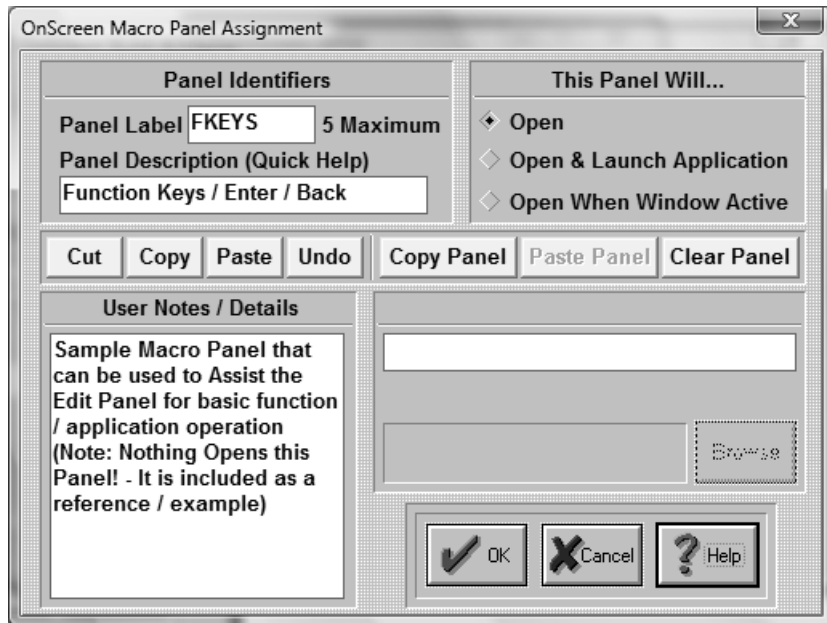 OnScreen Macro Panel Assignment
X
Panel Identifiers
Panel Label FKEYS 5 Maximum
Panel Description (Quick Help)
Function Keys / Enter / Back
This Panel Will...
Open
Open & Launch Application
Open When Window Active
Cut Copy Paste Undo Copy Panel Paste Panel Clear Panel
User Notes / Details
Sample Macro Panel that
can be used to Assist the
Edit Panel for basic function
/ application operation
(Note: Nothing Opens this
Panel! - It is included as a
reference / example)
Browse
OK Cancel ? Help